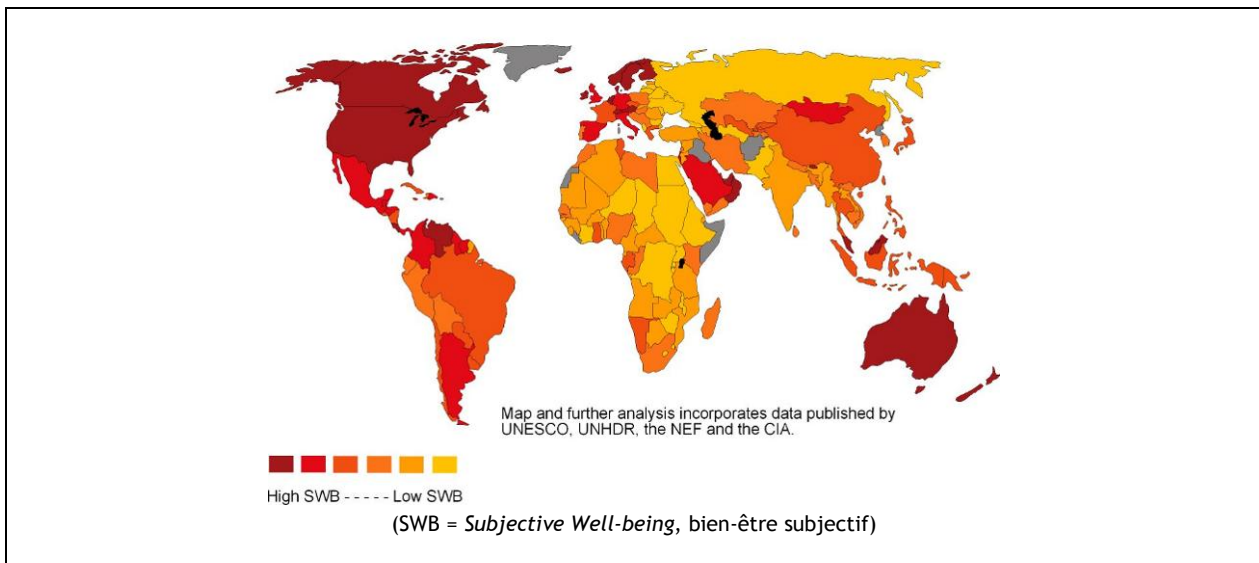 Map and further analysis incorporates data published by
UNESCO, UNHDR, the NEF and the CIA.
High SWB - - - - - Low SWB
(SWB = Subjective Well-being, bien-être subjectif)